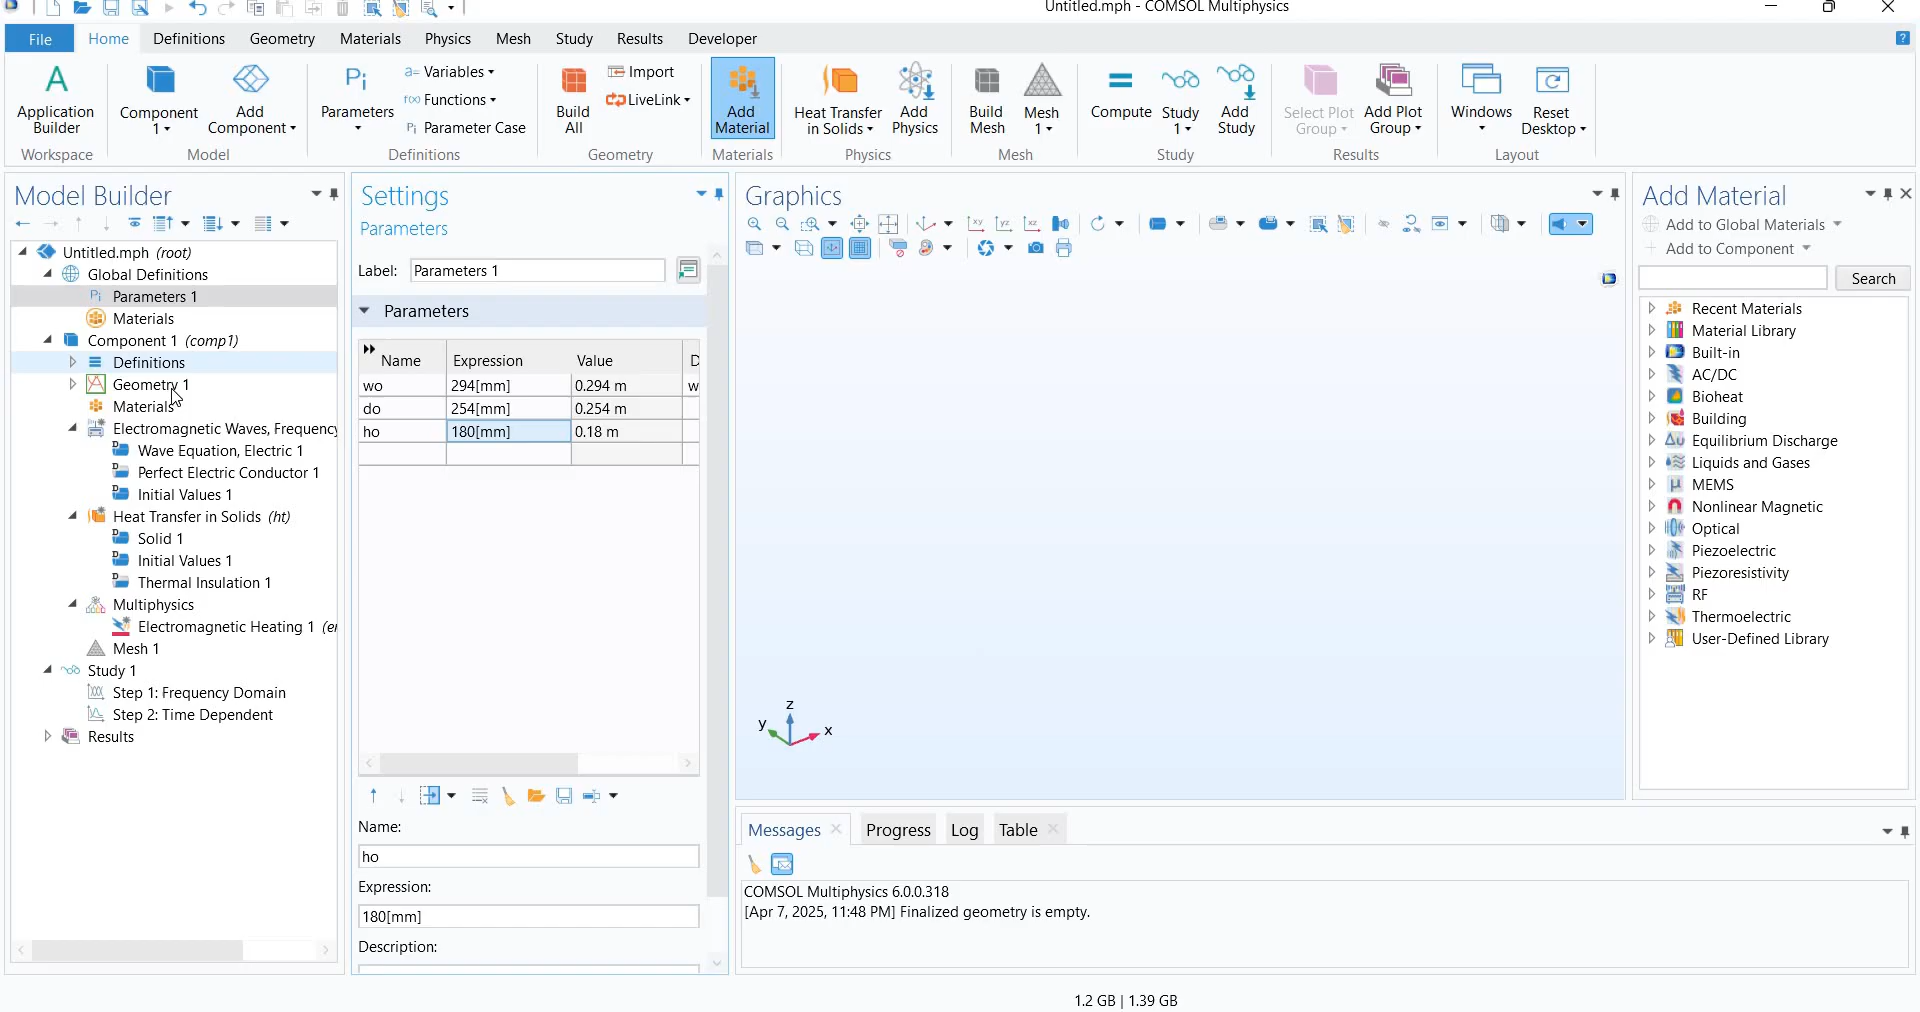 Untitled.mph - COMSOL Multiphysics
File Home Definitions Geometry Materials Physics Mesh Study Results Developer
Application Builder
Workspace
Component 1
Add Component
Model
Parameters
a= Variables
f(x) Functions
Pi Parameter Case
Definitions
Build All
Import
LiveLink
Geometry
Add Material
Materials
Heat Transfer in Solids
Add Physics
Physics
Build Mesh
Mesh 1
Mesh
Compute
Study 1
Add Study
Study
Select Plot Group
Add Plot Group
Results
Windows
Reset Desktop
Layout
Model Builder
Untitled.mph (root)
Global Definitions
Pi Parameters 1
Materials
Component 1 (comp1)
Definitions
Geometry 1
Materials
Electromagnetic Waves, Frequency
Wave Equation, Electric 1
Perfect Electric Conductor 1
Initial Values 1
Heat Transfer in Solids (ht)
Solid 1
Initial Values 1
Thermal Insulation 1
Multiphysics
Electromagnetic Heating 1 (e
Mesh 1
Study 1
Step 1: Frequency Domain
Step 2: Time Dependent
Results
Settings
Parameters
Label: Parameters 1
Parameters
Name Expression Value D
wo 294[mm] 0.294 m w
do 254[mm] 0.254 m
ho 180[mm] 0.18 m
Name:
ho
Expression:
180[mm]
Description:
Graphics
z
y
x
Messages Progress Log Table
COMSOL Multiphysics 6.0.0.318
[Apr 7, 2025, 11:48 PM] Finalized geometry is empty.
Add Material
Add to Global Materials
+ Add to Component
Search
Recent Materials
Material Library
Built-in
AC/DC
Bioheat
Building
Equilibrium Discharge
Liquids and Gases
MEMS
Nonlinear Magnetic
Optical
Piezoelectric
Piezoresistivity
RF
Thermoelectric
User-Defined Library
1.2 GB | 1.39 GB